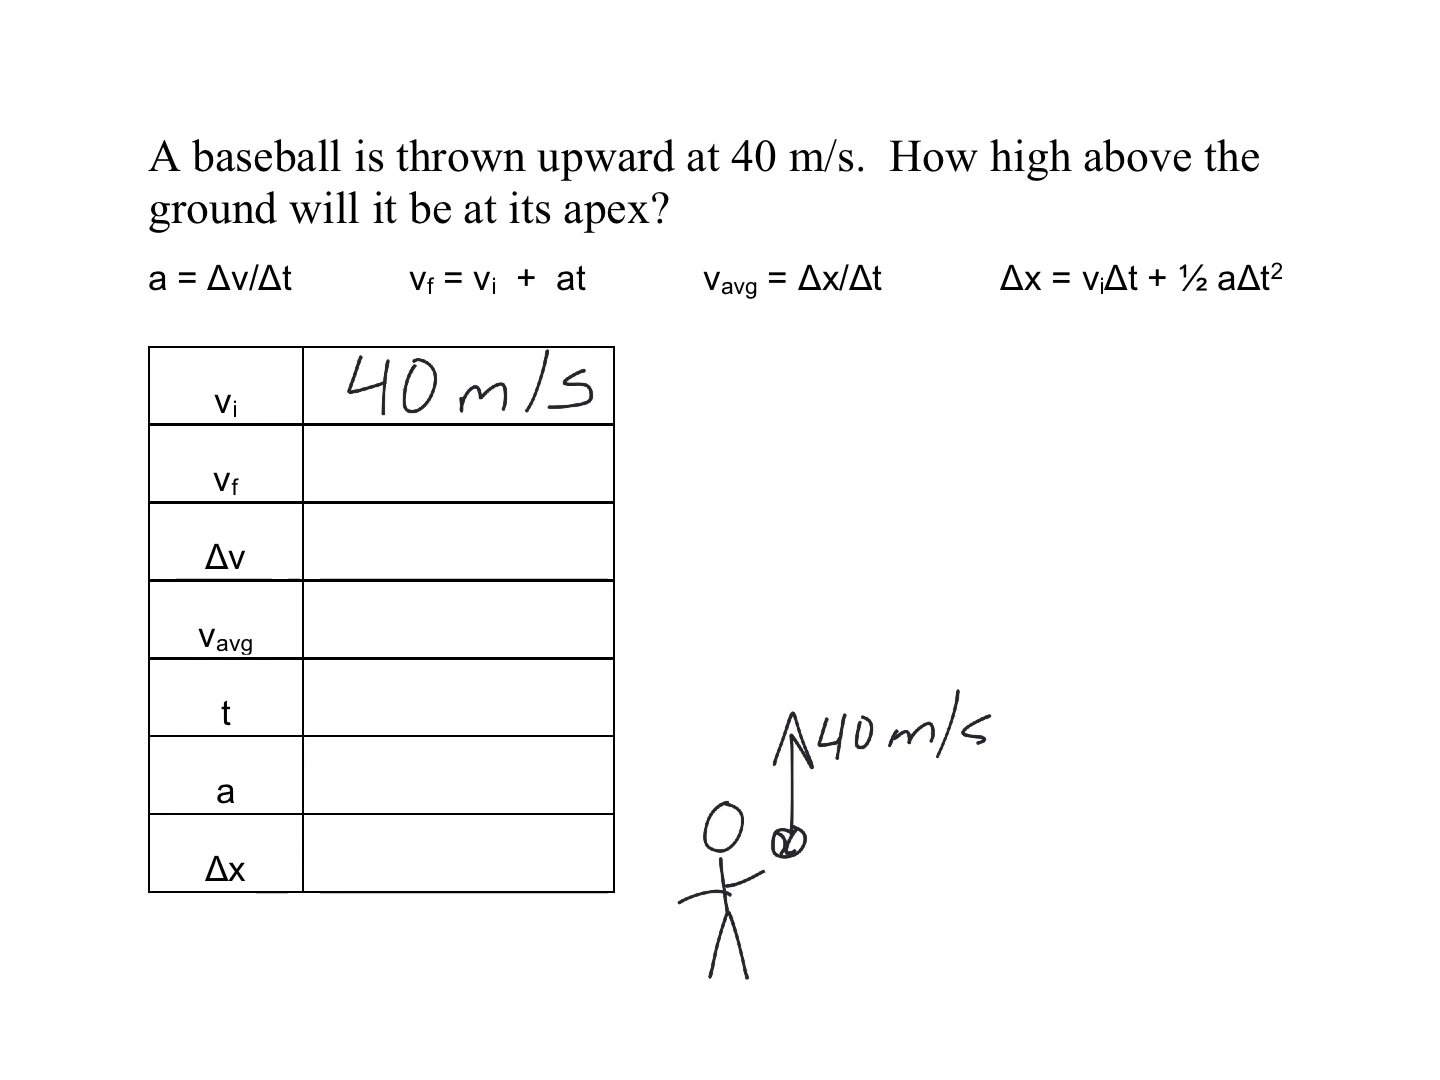 A baseball is thrown upward at 40 m/s.  How high above the
ground will it be at its apex?
a = Δv/Δt vf = vi + at vavg = Δx/Δt Δx = viΔt + ½ aΔt²
vi 40 m/s
vf
Δv
vavg
t
a
Δx
40 m/s